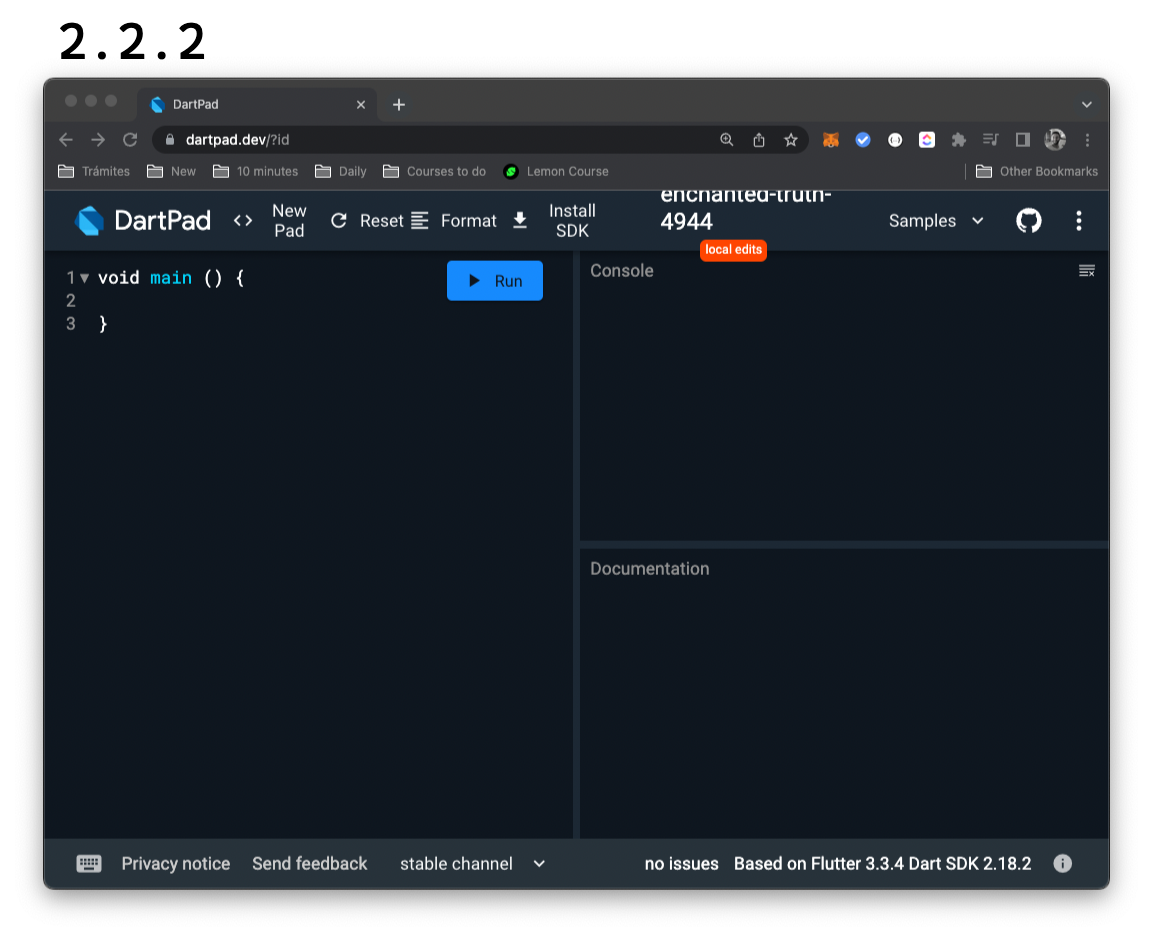 2.2.2
DartPad
dartpad.dev/?id
Trámites New 10 minutes Daily Courses to do Lemon Course Other Bookmarks
DartPad <> New Pad Reset Format Install SDK enchanted-truth-4944 Samples
local edits
1 void main () {
2
3 }
Run
Console
Documentation
Privacy notice Send feedback stable channel no issues Based on Flutter 3.3.4 Dart SDK 2.18.2